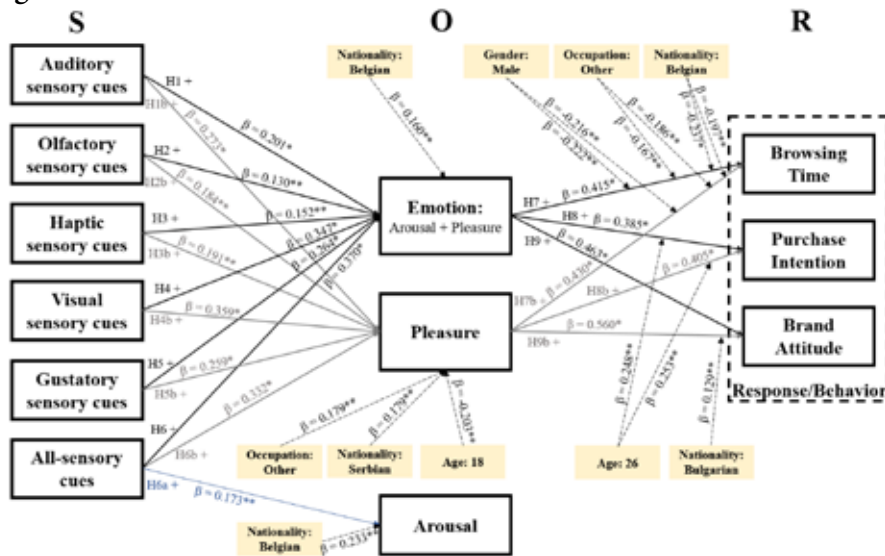 S O R
Auditory
sensory cues
Olfactory
sensory cues
Haptic
sensory cues
Visual
sensory cues
Gustatory
sensory cues
All-sensory
cues
H1 +
H1b +
H2 +
H2b +
H3 +
H3b +
H4 +
H4b +
H5 +
H5b +
H6 +
H6b +
H6a +
β = 0.201*
β = 0.273*
β = 0.130**
β = 0.184**
β = 0.152**
β = 0.191**
β = 0.347*
β = 0.359*
β = 0.264*
β = 0.259*
β = 0.370*
β = 0.332*
β = 0.173**
Nationality:
Belgian
β = 0.160**
Emotion:
Arousal + Pleasure
Pleasure
Arousal
Occupation:
Other
β = 0.179**
Nationality:
Serbian
β = 0.179**
Age: 18
β = -0.203**
Nationality:
Belgian
β = 0.233**
Gender:
Male
β = -0.216**
β = -0.222**
Occupation:
Other
β = -0.186**
β = -0.167**
Nationality:
Belgian
β = -0.197**
β = -0.237*
H7 +
β = 0.415*
H8 +
β = 0.385*
H9 +
β = 0.463*
H7b +
β = 0.430*
H8b +
β = 0.405*
H9b +
β = 0.560*
Age: 26
β = 0.248**
β = 0.253**
Nationality:
Bulgarian
β = 0.129**
Browsing
Time
Purchase
Intention
Brand
Attitude
Response/Behavior